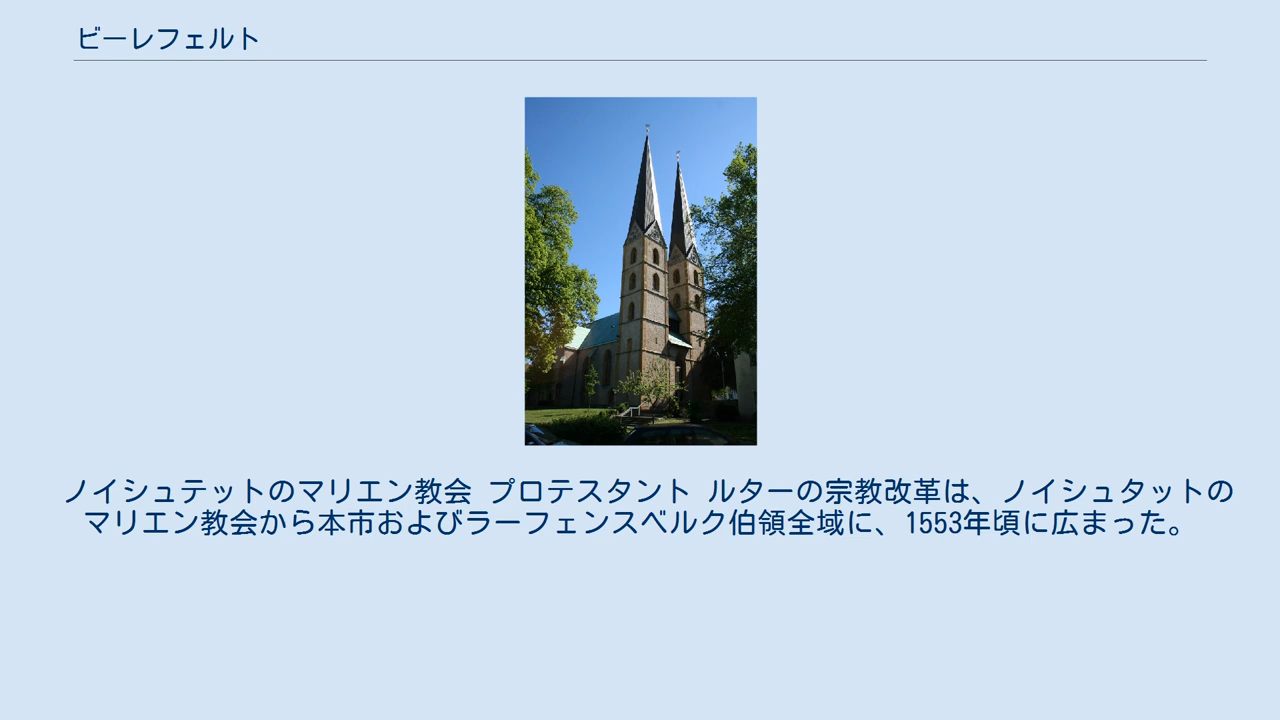 ビーレフェルト
ノイシュテットのマリエン教会 プロテスタント ルターの宗教改革は、ノイシュタットの
マリエン教会から本市およびラーフェンスベルク伯領全域に、1553年頃に広まった。